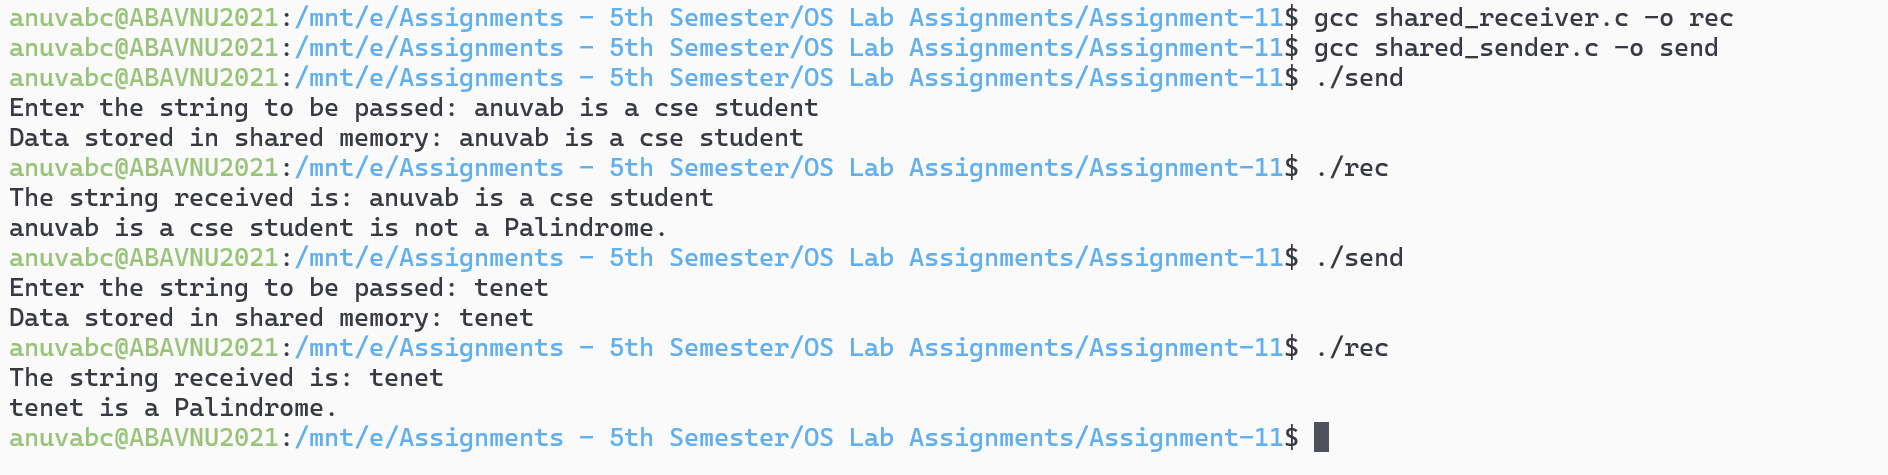 anuvabc@ABAVNU2021:/mnt/e/Assignments - 5th Semester/OS Lab Assignments/Assignment-11$ gcc shared_receiver.c -o rec
anuvabc@ABAVNU2021:/mnt/e/Assignments - 5th Semester/OS Lab Assignments/Assignment-11$ gcc shared_sender.c -o send
anuvabc@ABAVNU2021:/mnt/e/Assignments - 5th Semester/OS Lab Assignments/Assignment-11$ ./send
Enter the string to be passed: anuvab is a cse student
Data stored in shared memory: anuvab is a cse student
anuvabc@ABAVNU2021:/mnt/e/Assignments - 5th Semester/OS Lab Assignments/Assignment-11$ ./rec
The string received is: anuvab is a cse student
anuvab is a cse student is not a Palindrome.
anuvabc@ABAVNU2021:/mnt/e/Assignments - 5th Semester/OS Lab Assignments/Assignment-11$ ./send
Enter the string to be passed: tenet
Data stored in shared memory: tenet
anuvabc@ABAVNU2021:/mnt/e/Assignments - 5th Semester/OS Lab Assignments/Assignment-11$ ./rec
The string received is: tenet
tenet is a Palindrome.
anuvabc@ABAVNU2021:/mnt/e/Assignments - 5th Semester/OS Lab Assignments/Assignment-11$